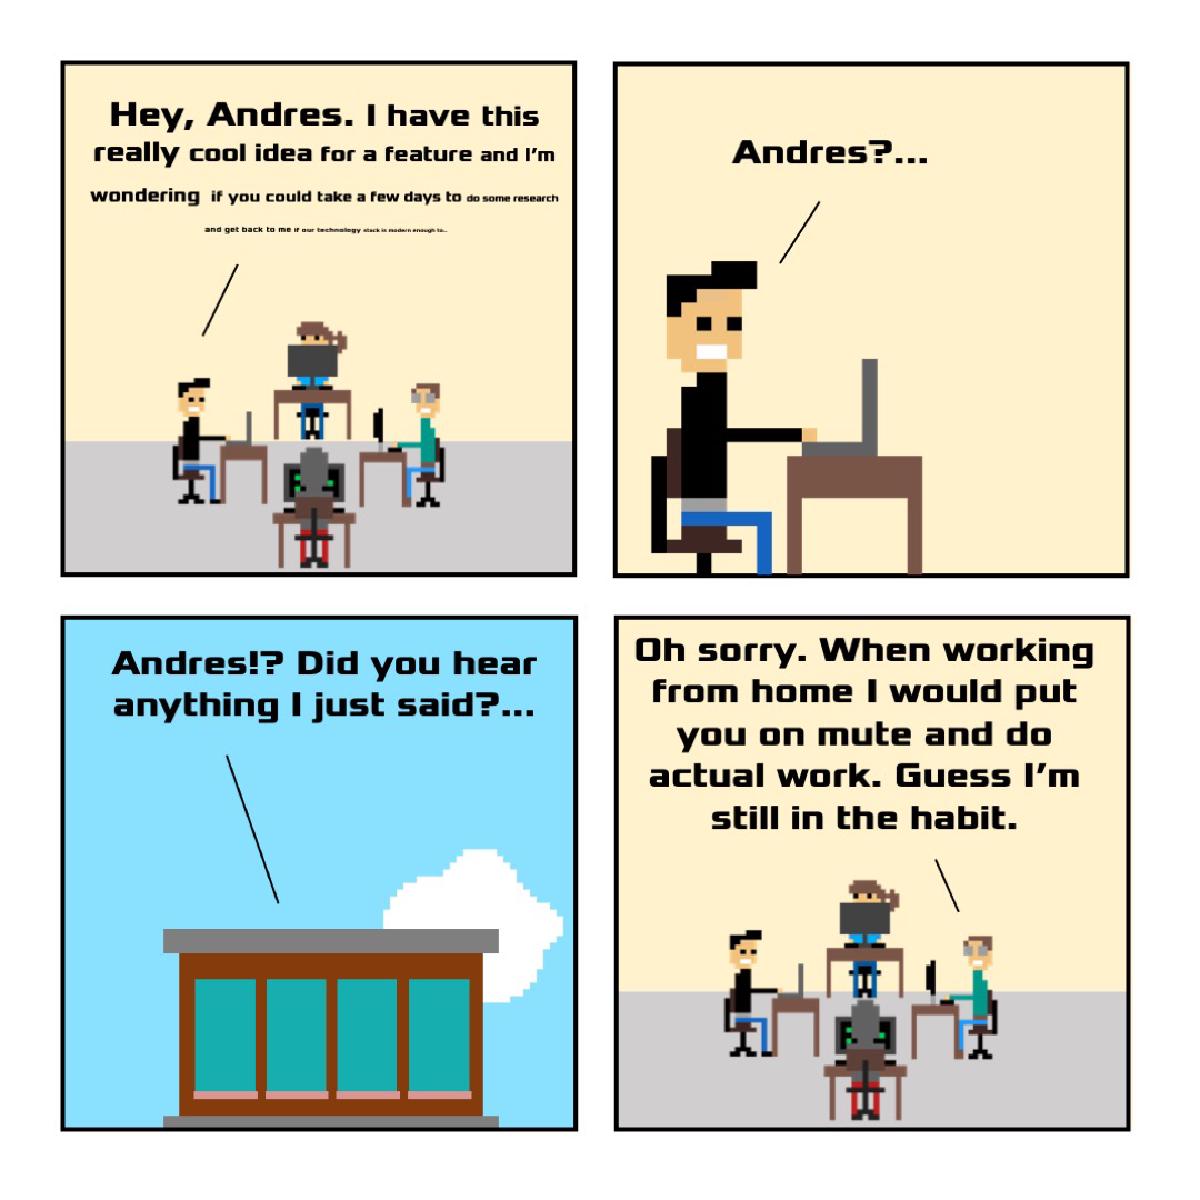 Hey, Andres. I have this
really cool idea for a feature and I'm
wondering if you could take a few days to do some research
and get back to me if our technology stack is modern enough to...
Andres?...
Andres!? Did you hear
anything I just said?...
Oh sorry. When working
from home I would put
you on mute and do
actual work. Guess I'm
still in the habit.